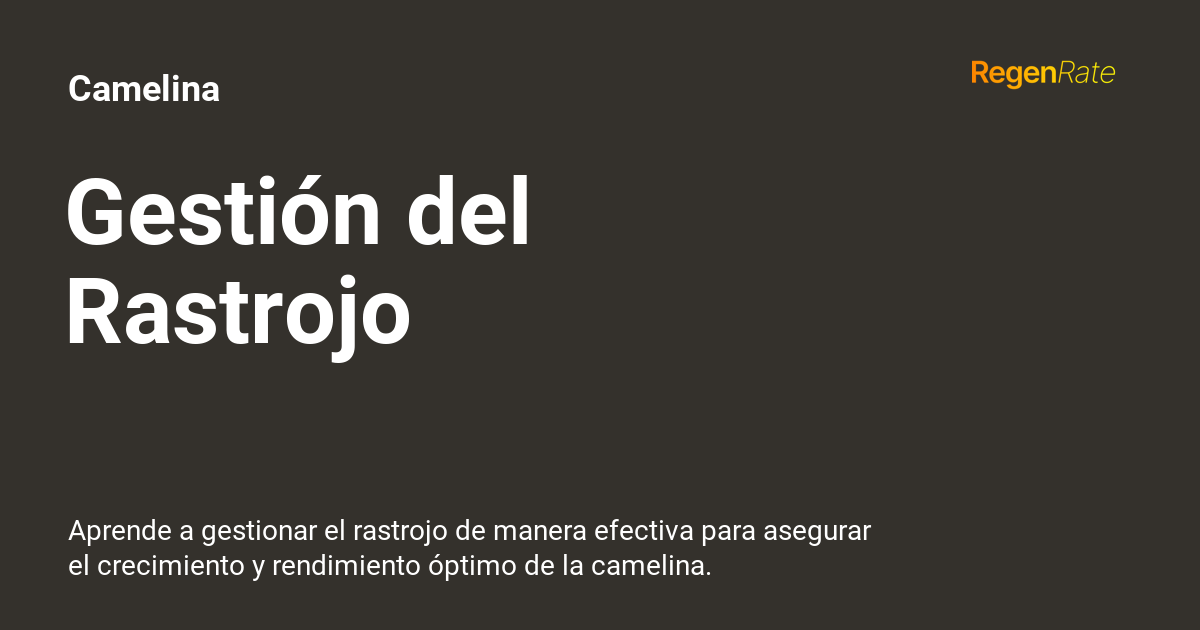 Camelina
RegenRate
Gestión del
Rastrojo
Aprende a gestionar el rastrojo de manera efectiva para asegurar
el crecimiento y rendimiento óptimo de la camelina.